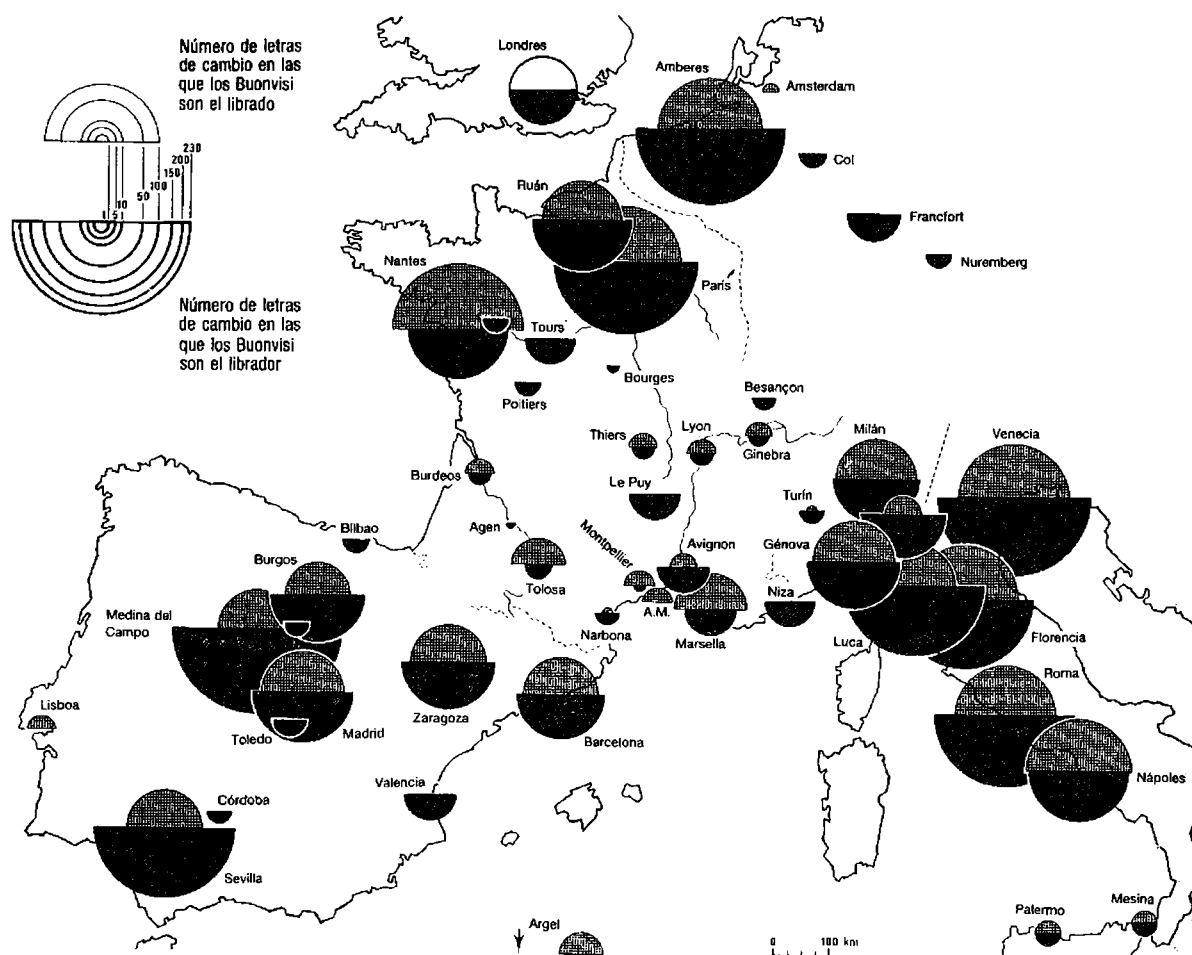 Número de letras
de cambio en las
que los Buonvisi
son el librado
230
200
150
100
50
10
1 5
Número de letras
de cambio en las
que los Buonvisi
son el librador
Londres
Amberes
Amsterdam
Col
Ruán
Francfort
Nuremberg
Nantes
París
Tours
Bourges
Poitiers
Besançon
Thiers
Lyon
Ginebra
Milán
Venecia
Burdeos
Le Puy
Turín
Agen
Bilbao
Montpellier
Avignon
Génova
Burgos
Tolosa
Niza
Medina del
Campo
A.M.
Narbona
Marsella
Luca
Florencia
Roma
Lisboa
Zaragoza
Toledo
Madrid
Barcelona
Nápoles
Valencia
Córdoba
Sevilla
Argel
Palermo
Mesina
0 100 km